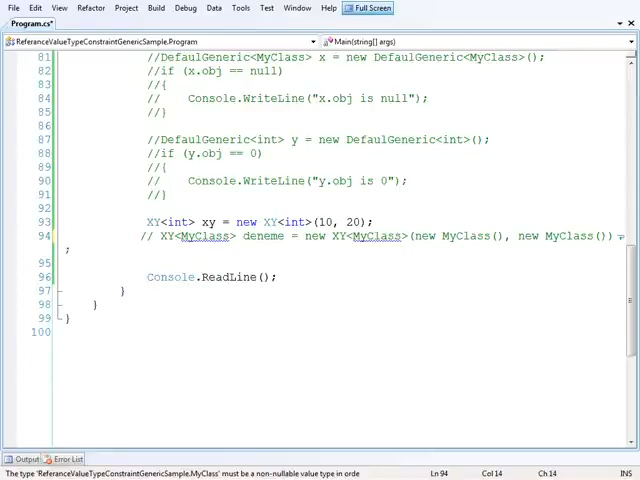 File Edit View Refactor Project Build Debug Data Tools Test Window Help Full Screen
Program.cs*
ReferanceValueTypeConstraintGenericSample.Program Main(string[] args)
81 //DefaulGeneric<MyClass> x = new DefaulGeneric<MyClass>();
82 //if (x.obj == null)
83 //{
84 // Console.WriteLine("x.obj is null");
85 //}
86
87 //DefaulGeneric<int> y = new DefaulGeneric<int>();
88 //if (y.obj == 0)
89 //{
90 // Console.WriteLine("y.obj is 0");
91 //}
92
93 XY<int> xy = new XY<int>(10, 20);
94 // XY<MyClass> deneme = new XY<MyClass>(new MyClass(), new MyClass())
;
95
96 Console.ReadLine();
97 }
98 }
99 }
100
Output Error List
The type 'ReferanceValueTypeConstraintGenericSample.MyClass' must be a non-nullable value type in orde Ln 94 Col 14 Ch 14 INS